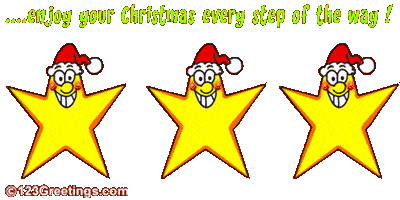 ....enjoy your Christmas every step of the way !
©123Greetings.com